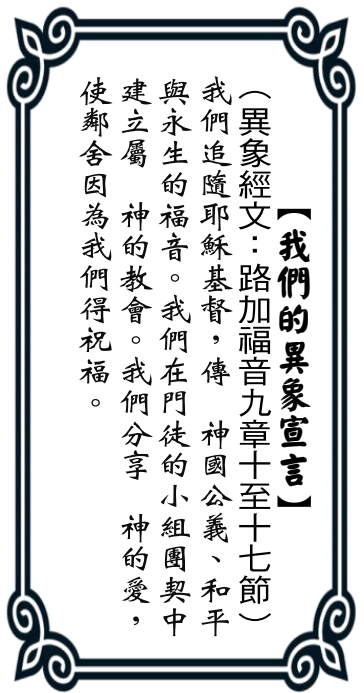 【我們的異象宣言】
（異象經文：路加福音九章十至十七節）
我們追隨耶穌基督，傳　神國公義、和平
與永生的福音。我們在門徒的小組團契中
建立屬　神的教會。我們分享　神的愛，
使鄰舍因為我們得祝福。